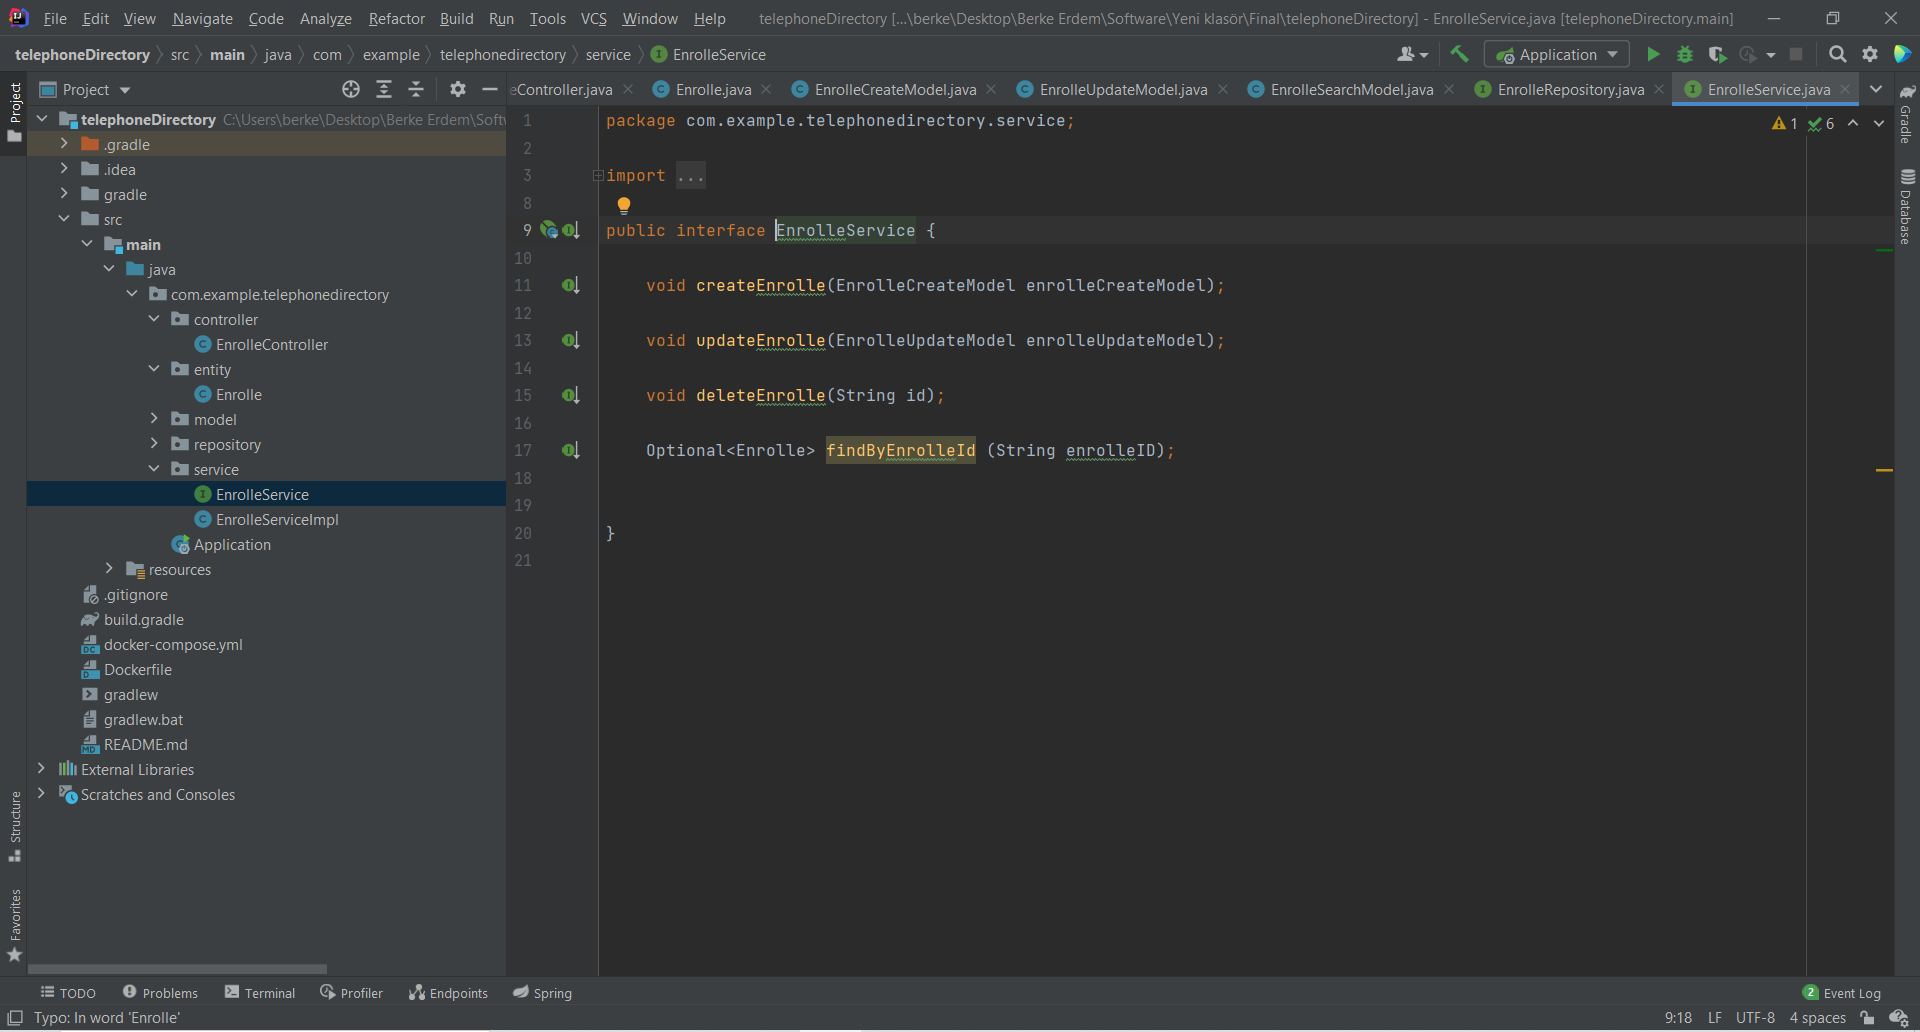 File Edit View Navigate Code Analyze Refactor Build Run Tools VCS Window Help telephoneDirectory [...\berke\Desktop\Berke Erdem\Software\Yeni klasör\Final\telephoneDirectory] - EnrolleService.java [telephoneDirectory.main]
telephoneDirectory src main java com example telephonedirectory service EnrolleService Application
Project
eController.java Enrolle.java EnrolleCreateModel.java EnrolleUpdateModel.java EnrolleSearchModel.java EnrolleRepository.java EnrolleService.java
Project
telephoneDirectory C:\Users\berke\Desktop\Berke Erdem\Softw
.gradle
.idea
gradle
src
main
java
com.example.telephonedirectory
controller
EnrolleController
entity
Enrolle
model
repository
service
EnrolleService
EnrolleServiceImpl
Application
resources
.gitignore
build.gradle
docker-compose.yml
Dockerfile
gradlew
gradlew.bat
README.md
External Libraries
Scratches and Consoles
Structure
Favorites
1 package com.example.telephonedirectory.service;
2
3 import ...
8
9 public interface EnrolleService {
10
11 void createEnrolle(EnrolleCreateModel enrolleCreateModel);
12
13 void updateEnrolle(EnrolleUpdateModel enrolleUpdateModel);
14
15 void deleteEnrolle(String id);
16
17 Optional<Enrolle> findByEnrolleId (String enrolleID);
18
19
20 }
21
1 6
Gradle
Database
TODO Problems Terminal Profiler Endpoints Spring 2 Event Log
Typo: In word 'Enrolle' 9:18 LF UTF-8 4 spaces